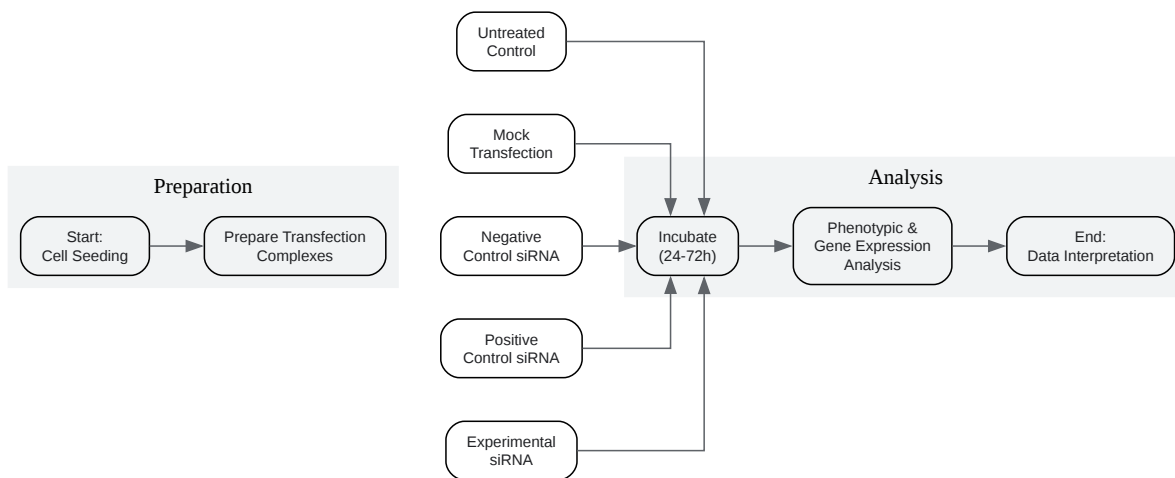 Preparation
Start:
Cell Seeding
Prepare Transfection
Complexes
Untreated
Control
Mock
Transfection
Negative
Control siRNA
Positive
Control siRNA
Experimental
siRNA
Analysis
Incubate
(24-72h)
Phenotypic &
Gene Expression
Analysis
End:
Data Interpretation